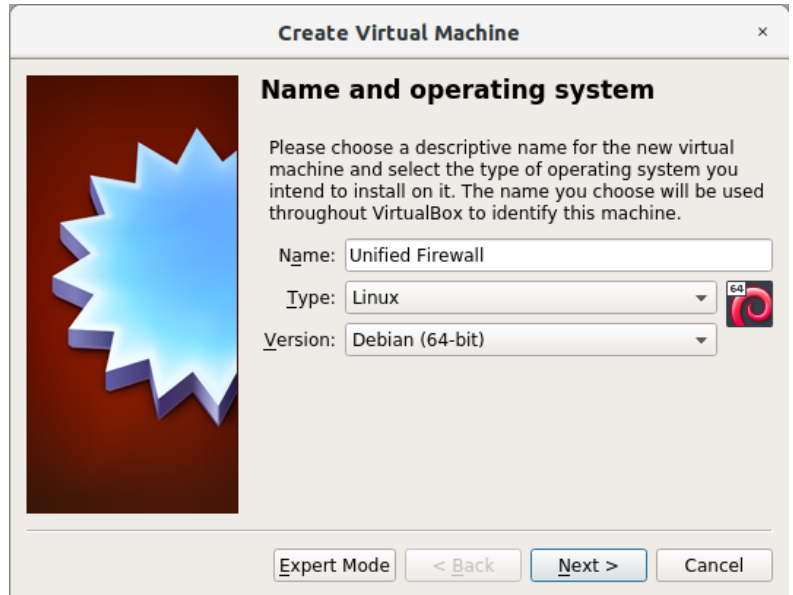 Create Virtual Machine ×
Name and operating system
Please choose a descriptive name for the new virtual
machine and select the type of operating system you
intend to install on it. The name you choose will be used
throughout VirtualBox to identify this machine.
Name: Unified Firewall
Type: Linux
64
Version: Debian (64-bit)
Expert Mode < Back Next > Cancel